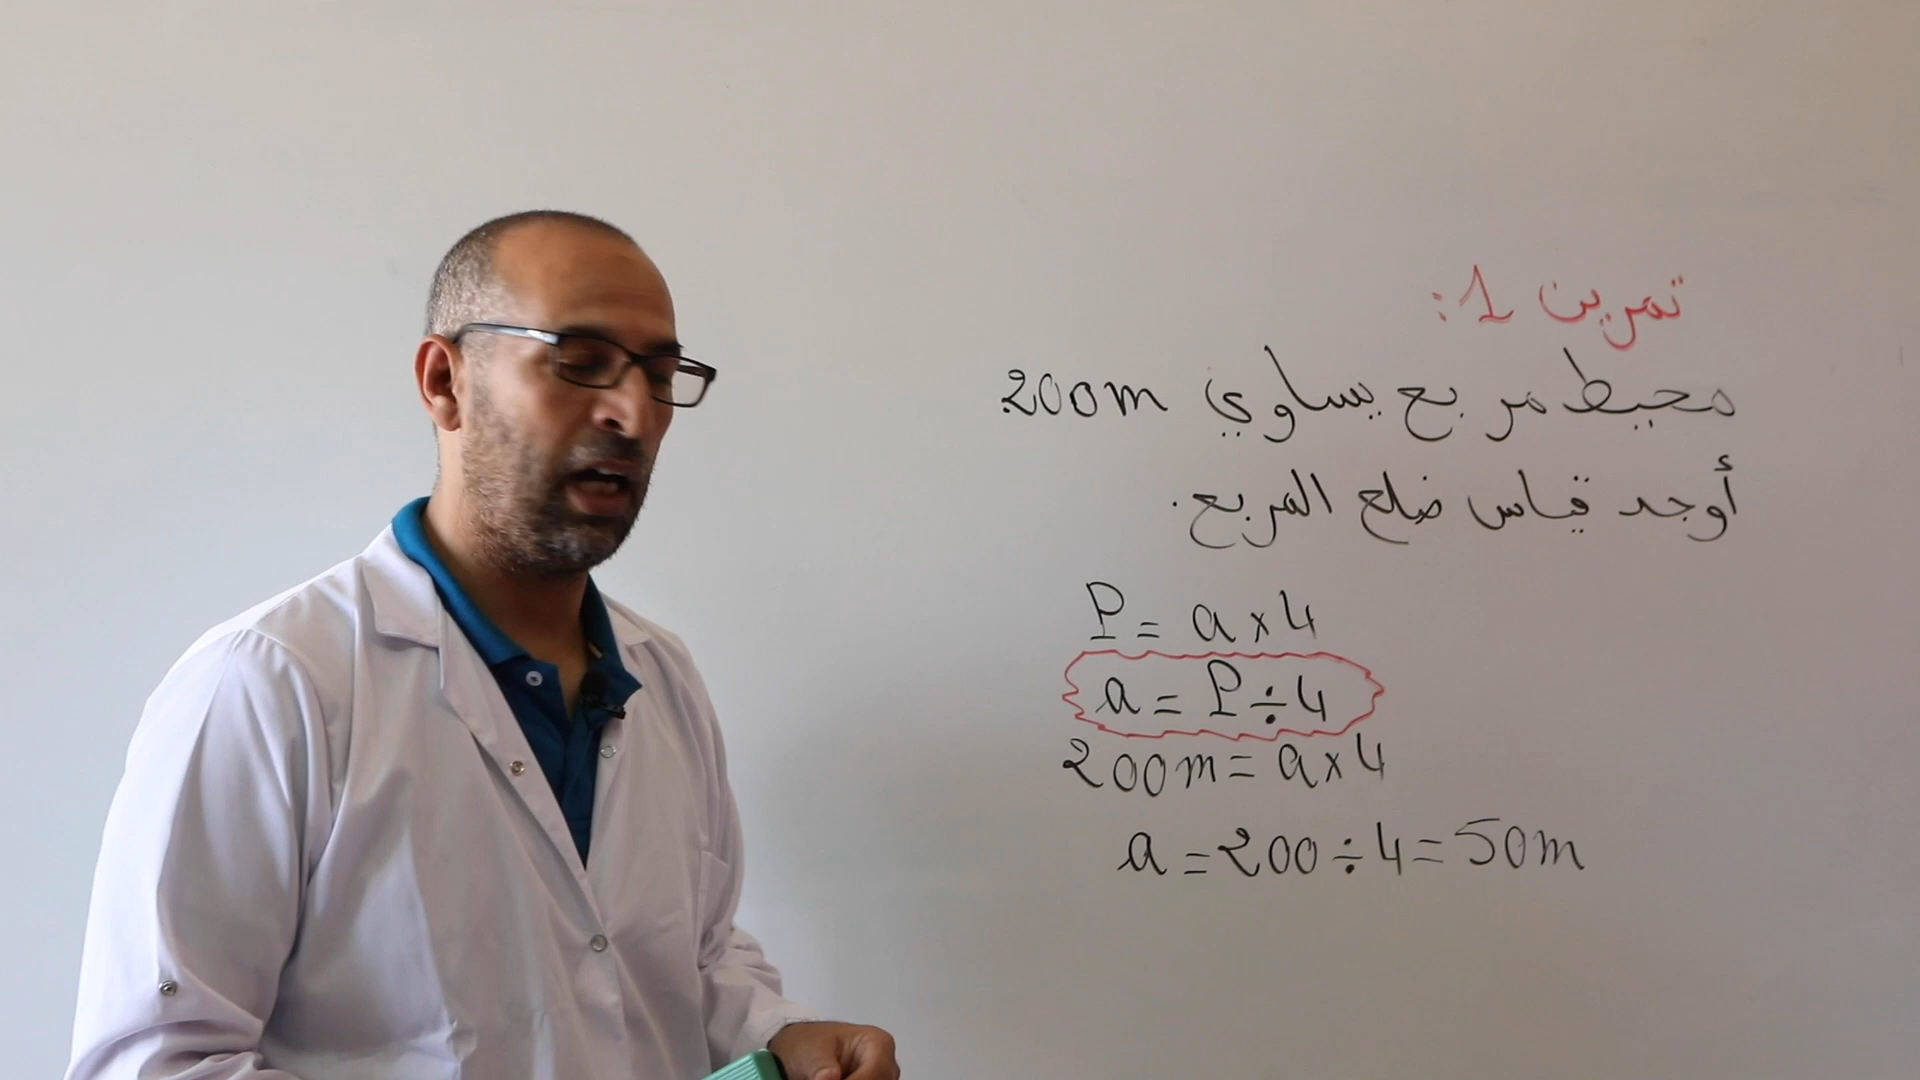 تمرين 1:
محيط مربع يساوي 200m
أوجد قياس ضلع المربع.
P = a x 4
a = P ÷ 4
200m = a x 4
a = 200 ÷ 4 = 50m